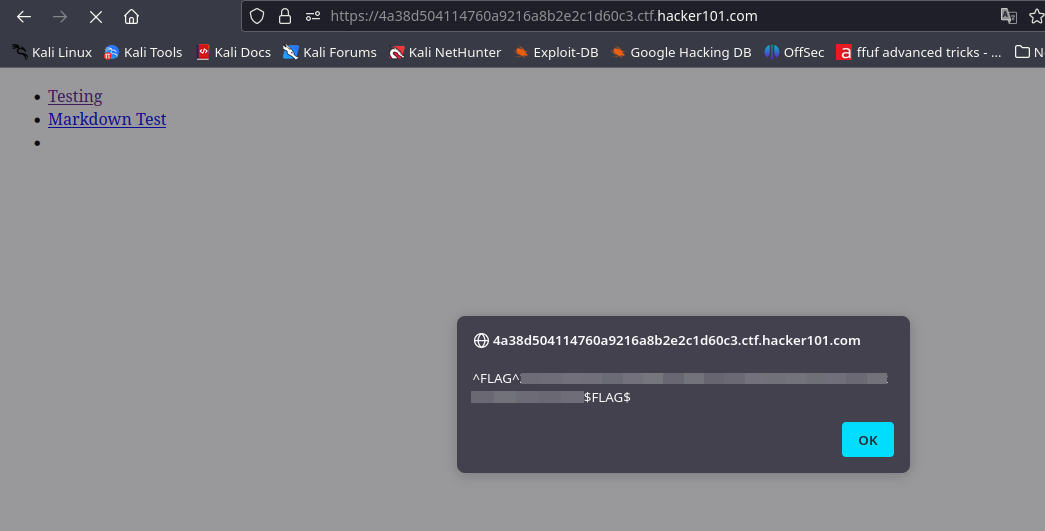 https://4a38d504114760a9216a8b2e2c1d60c3.ctf.hacker101.com
Kali Linux Kali Tools Kali Docs Kali Forums Kali NetHunter Exploit-DB Google Hacking DB OffSec ffuf advanced tricks - ...
Testing
Markdown Test
4a38d504114760a9216a8b2e2c1d60c3.ctf.hacker101.com
^FLAG^
$FLAG$
OK